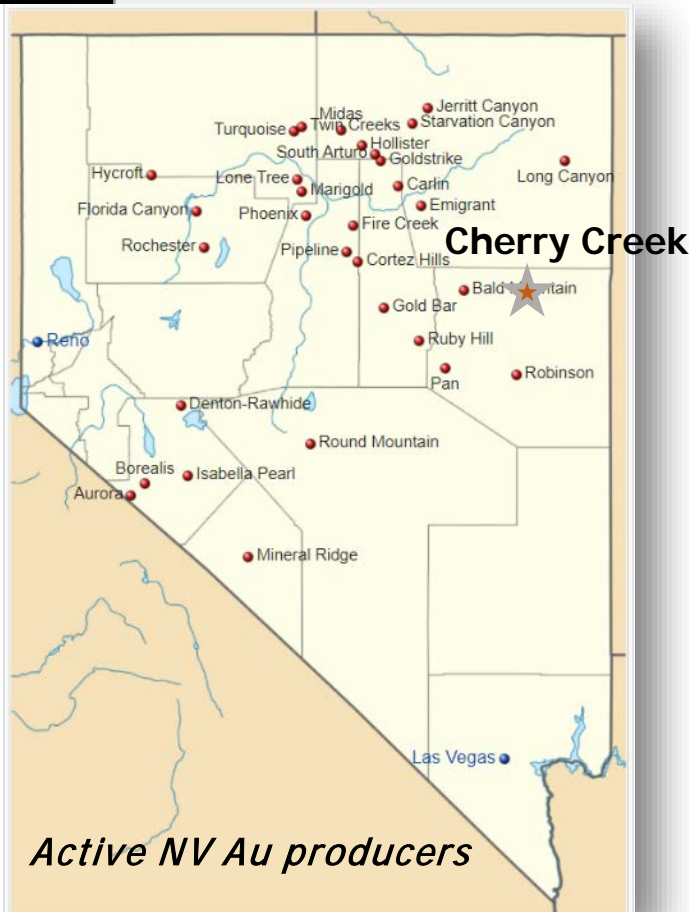 Jerritt Canyon
Midas
Starvation Canyon
Turquoise
Twin Creeks
Hollister
South Arturo
Goldstrike
Long Canyon
Hycroft
Lone Tree
Carlin
Marigold
Emigrant
Florida Canyon
Phoenix
Fire Creek
Cherry Creek
Rochester
Pipeline
Cortez Hills
Gold Bar
Reno
Ruby Hill
Pan
Robinson
Denton-Rawhide
Round Mountain
Borealis
Isabella Pearl
Aurora
Mineral Ridge
Las Vegas
Active NV Au producers